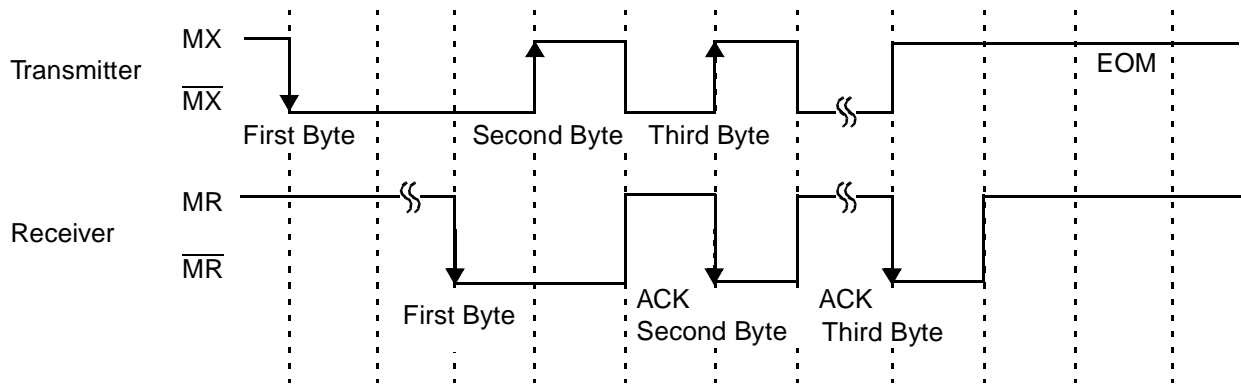 MX
Transmitter
MX
EOM
First Byte
Second Byte
Third Byte
MR
Receiver
MR
First Byte
ACK
Second Byte
ACK
Third Byte